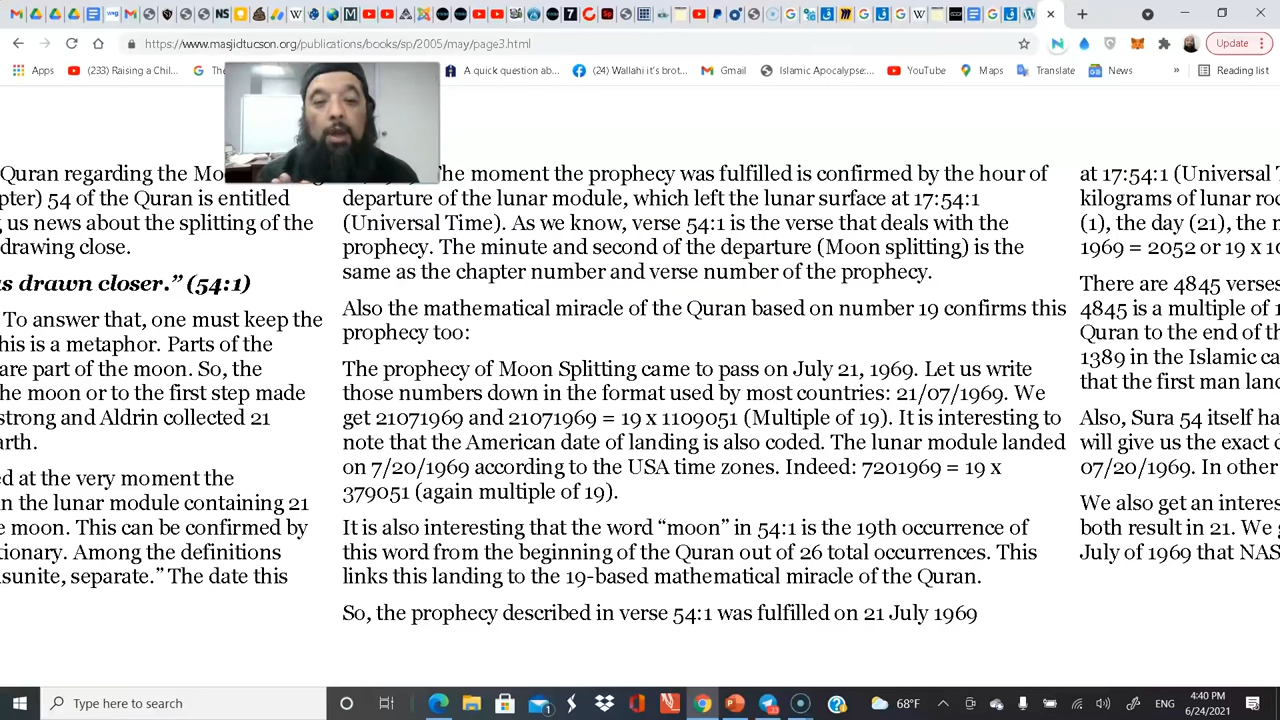 https://www.masjidtucson.org/publications/books/sp/2005/may/page3.html
Update
Apps
(233) Raising a Chil...
G The
A quick question ab...
(24) Wallahi it's brot...
Gmail
Islamic Apocalypse:...
YouTube
Maps
Translate
News
»
Reading list
Quran regarding the Mo
pter) 54 of the Quran is entitled
g us news about the splitting of the
drawing close.
s drawn closer.” (54:1)
To answer that, one must keep the
his is a metaphor. Parts of the
are part of the moon. So, the
he moon or to the first step made
strong and Aldrin collected 21
arth.
ed at the very moment the
n the lunar module containing 21
e moon. This can be confirmed by
tionary. Among the definitions
sunite, separate.” The date this
The moment the prophecy was fulfilled is confirmed by the hour of
departure of the lunar module, which left the lunar surface at 17:54:1
(Universal Time). As we know, verse 54:1 is the verse that deals with the
prophecy. The minute and second of the departure (Moon splitting) is the
same as the chapter number and verse number of the prophecy.
Also the mathematical miracle of the Quran based on number 19 confirms this
prophecy too:
The prophecy of Moon Splitting came to pass on July 21, 1969. Let us write
those numbers down in the format used by most countries: 21/07/1969. We
get 21071969 and 21071969 = 19 x 1109051 (Multiple of 19). It is interesting to
note that the American date of landing is also coded. The lunar module landed
on 7/20/1969 according to the USA time zones. Indeed: 7201969 = 19 x
379051 (again multiple of 19).
It is also interesting that the word “moon” in 54:1 is the 19th occurrence of
this word from the beginning of the Quran out of 26 total occurrences. This
links this landing to the 19-based mathematical miracle of the Quran.
So, the prophecy described in verse 54:1 was fulfilled on 21 July 1969
at 17:54:1 (Universal T
kilograms of lunar roc
(1), the day (21), the m
1969 = 2052 or 19 x 10
There are 4845 verses
4845 is a multiple of 1
Quran to the end of th
1389 in the Islamic ca
that the first man land
Also, Sura 54 itself ha
will give us the exact d
07/20/1969. In other
We also get an interes
both result in 21. We g
July of 1969 that NAS
Type here to search
68°F
ENG
4:40 PM
6/24/2021